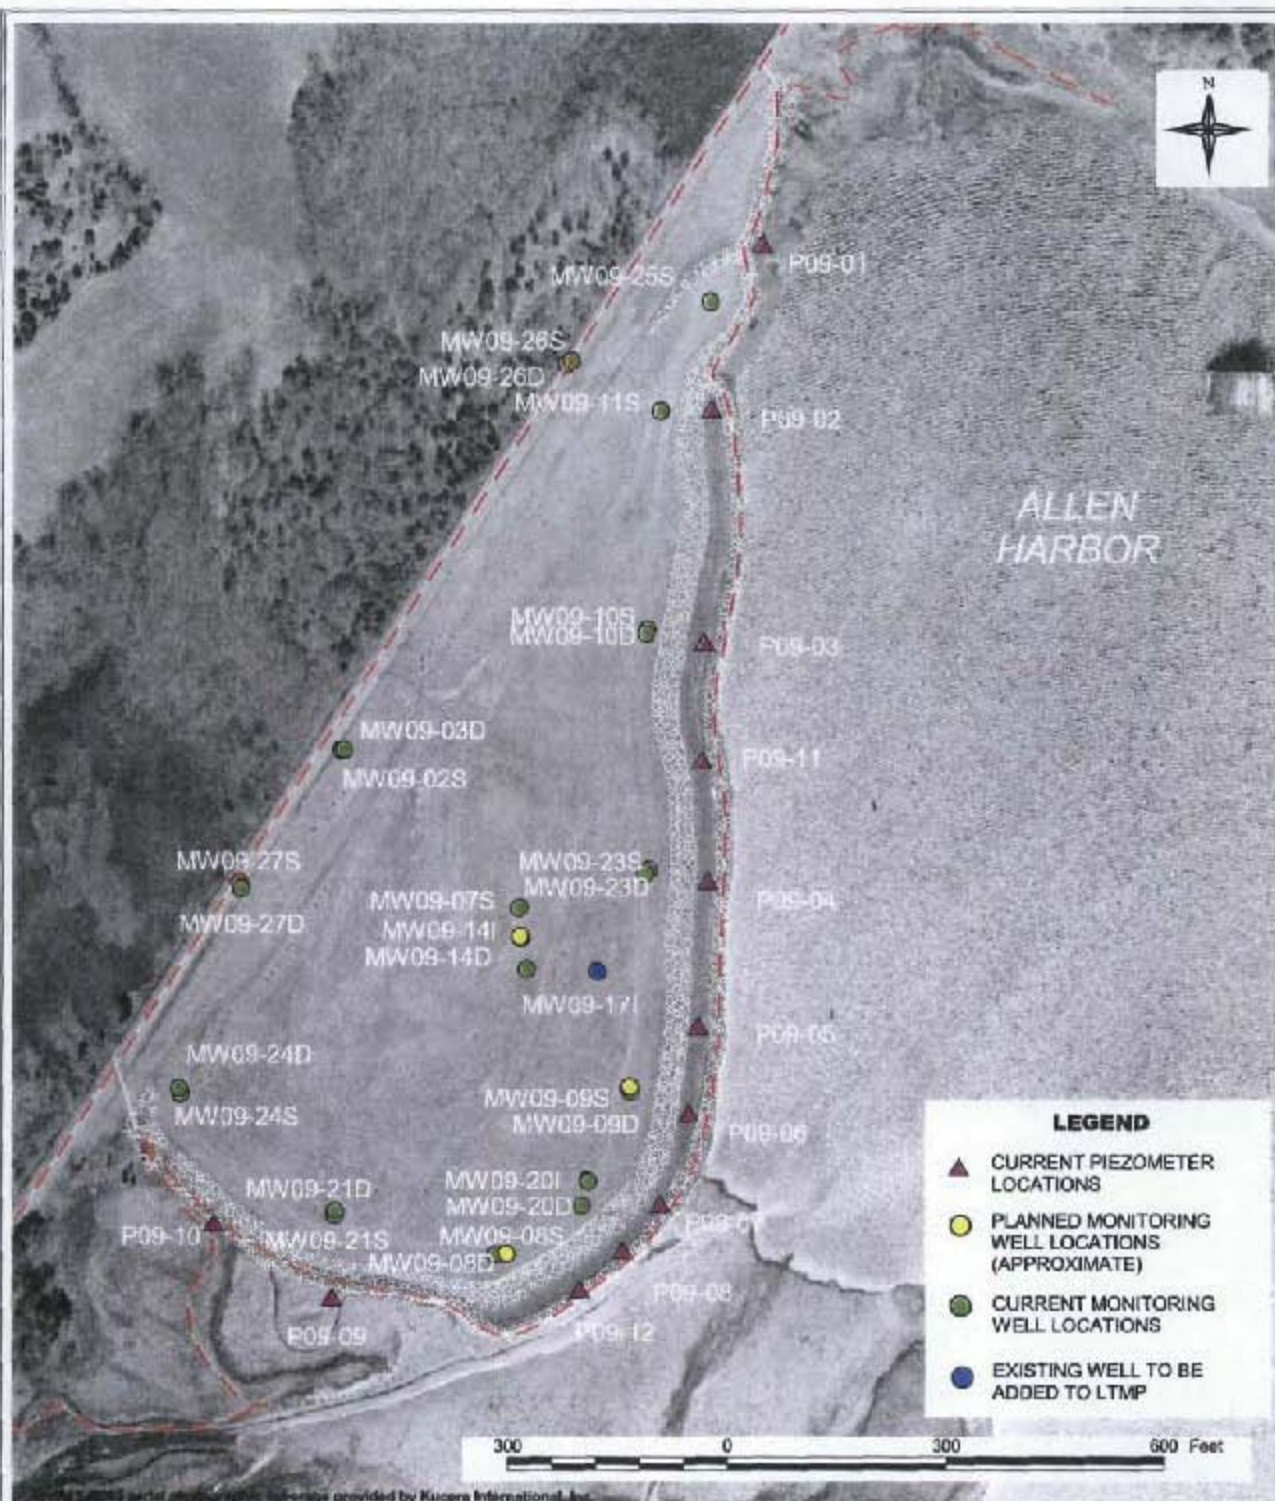 N
P09-01
MW09-25S
MW09-26S
MW09-26D
MW09-11S
P09-02
ALLEN
HARBOR
MW09-10S
MW09-10D
P09-03
MW09-03D
P09-11
MW09-02S
MW09-27S
MW09-23S
MW09-23D
MW09-07S
P09-04
MW09-27D
MW09-14I
MW09-14D
MW09-17I
P09-05
MW09-24D
MW09-09S
MW09-24S
MW09-09D
P09-06
MW09-20I
MW09-21D
MW09-20D
P09-10
MW09-21S
MW09-08S
MW09-08D
P09-08
P09-09
P09-12
LEGEND
CURRENT PIEZOMETER
LOCATIONS
PLANNED MONITORING
WELL LOCATIONS
(APPROXIMATE)
CURRENT MONITORING
WELL LOCATIONS
EXISTING WELL TO BE
ADDED TO LTMP
300 0 300 600 Feet
provided by Kucera International, Inc.